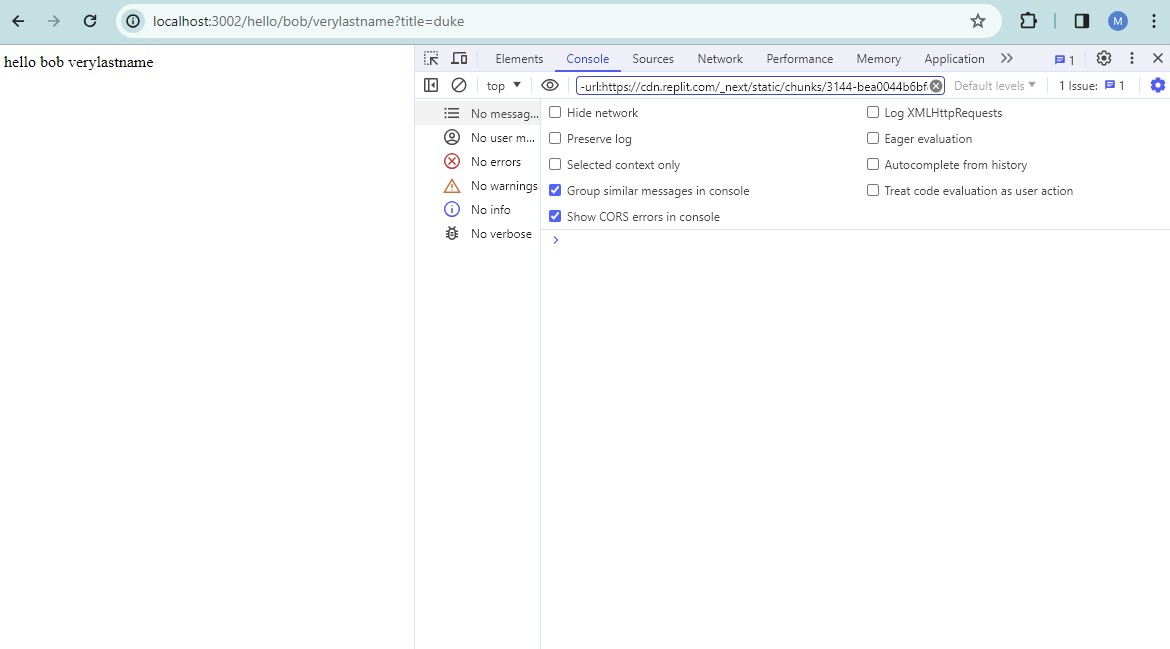 localhost:3002/hello/bob/verylastname?title=duke
M
hello bob verylastname
Elements Console Sources Network Performance Memory Application 1
top -url:https://cdn.replit.com/_next/static/chunks/3144-bea0044b6bf Default levels 1 Issue: 1
No messag...
No user m...
No errors
No warnings
No info
No verbose
Hide network
Log XMLHttpRequests
Preserve log
Eager evaluation
Selected context only
Autocomplete from history
Group similar messages in console
Treat code evaluation as user action
Show CORS errors in console